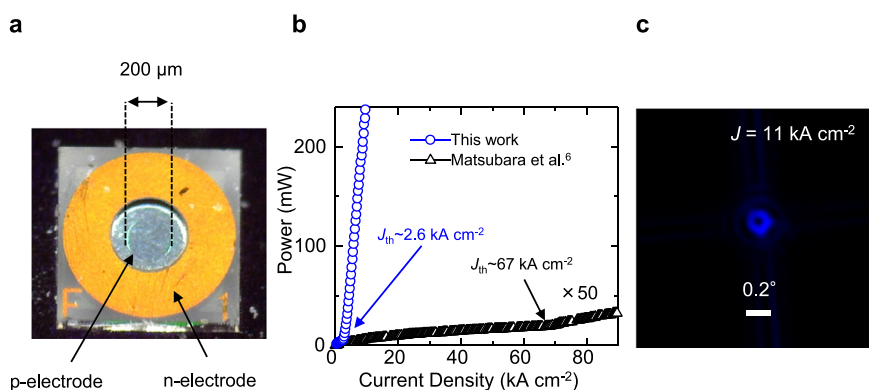 a
200 µm
F
1
p-electrode
n-electrode
b
Power (mW)
200
100
0
This work
Matsubara et al.⁶
Jth~2.6 kA cm-2
Jth~67 kA cm-2
×50
20
40
60
80
Current Density (kA cm-2)
c
J = 11 kA cm-2
0.2°